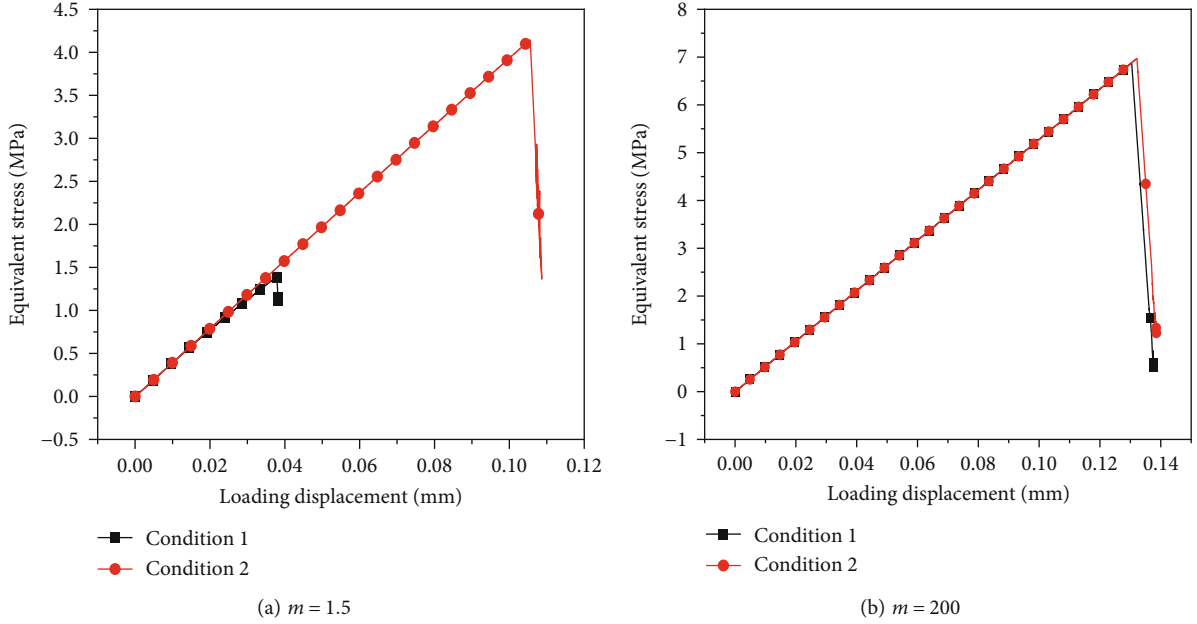 4.5
4.0
3.5
3.0
2.5
2.0
1.5
1.0
0.5
0.0
−0.5
Equivalent stress (MPa)
0.00 0.02 0.04 0.06 0.08 0.10 0.12
Loading displacement (mm)
Condition 1
Condition 2
(a) m = 1.5
8
7
6
5
4
3
2
1
0
−1
Equivalent stress (MPa)
0.00 0.02 0.04 0.06 0.08 0.10 0.12 0.14
Loading displacement (mm)
Condition 1
Condition 2
(b) m = 200